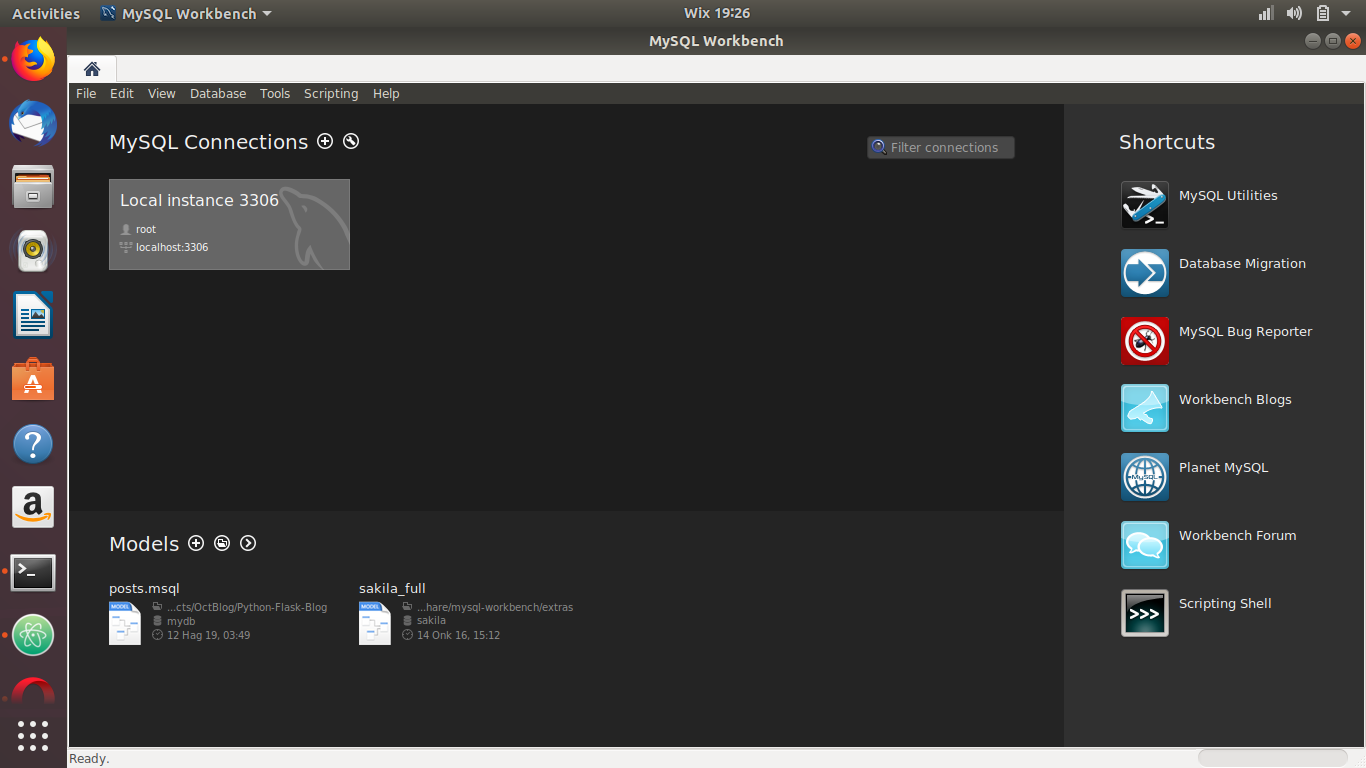 Activities
MySQL Workbench
Wix 19:26
MySQL Workbench
File Edit View Database Tools Scripting Help
MySQL Connections
Filter connections
Local instance 3306
root
localhost:3306
Shortcuts
MySQL Utilities
Database Migration
MySQL Bug Reporter
Workbench Blogs
MySQL
Planet MySQL
Workbench Forum
>>>
Scripting Shell
Models
posts.msql
MODEL
...cts/OctBlog/Python-Flask-Blog
mydb
12 Hag 19, 03:49
sakila_full
MODEL
...hare/mysql-workbench/extras
sakila
14 Onk 16, 15:12
Ready.